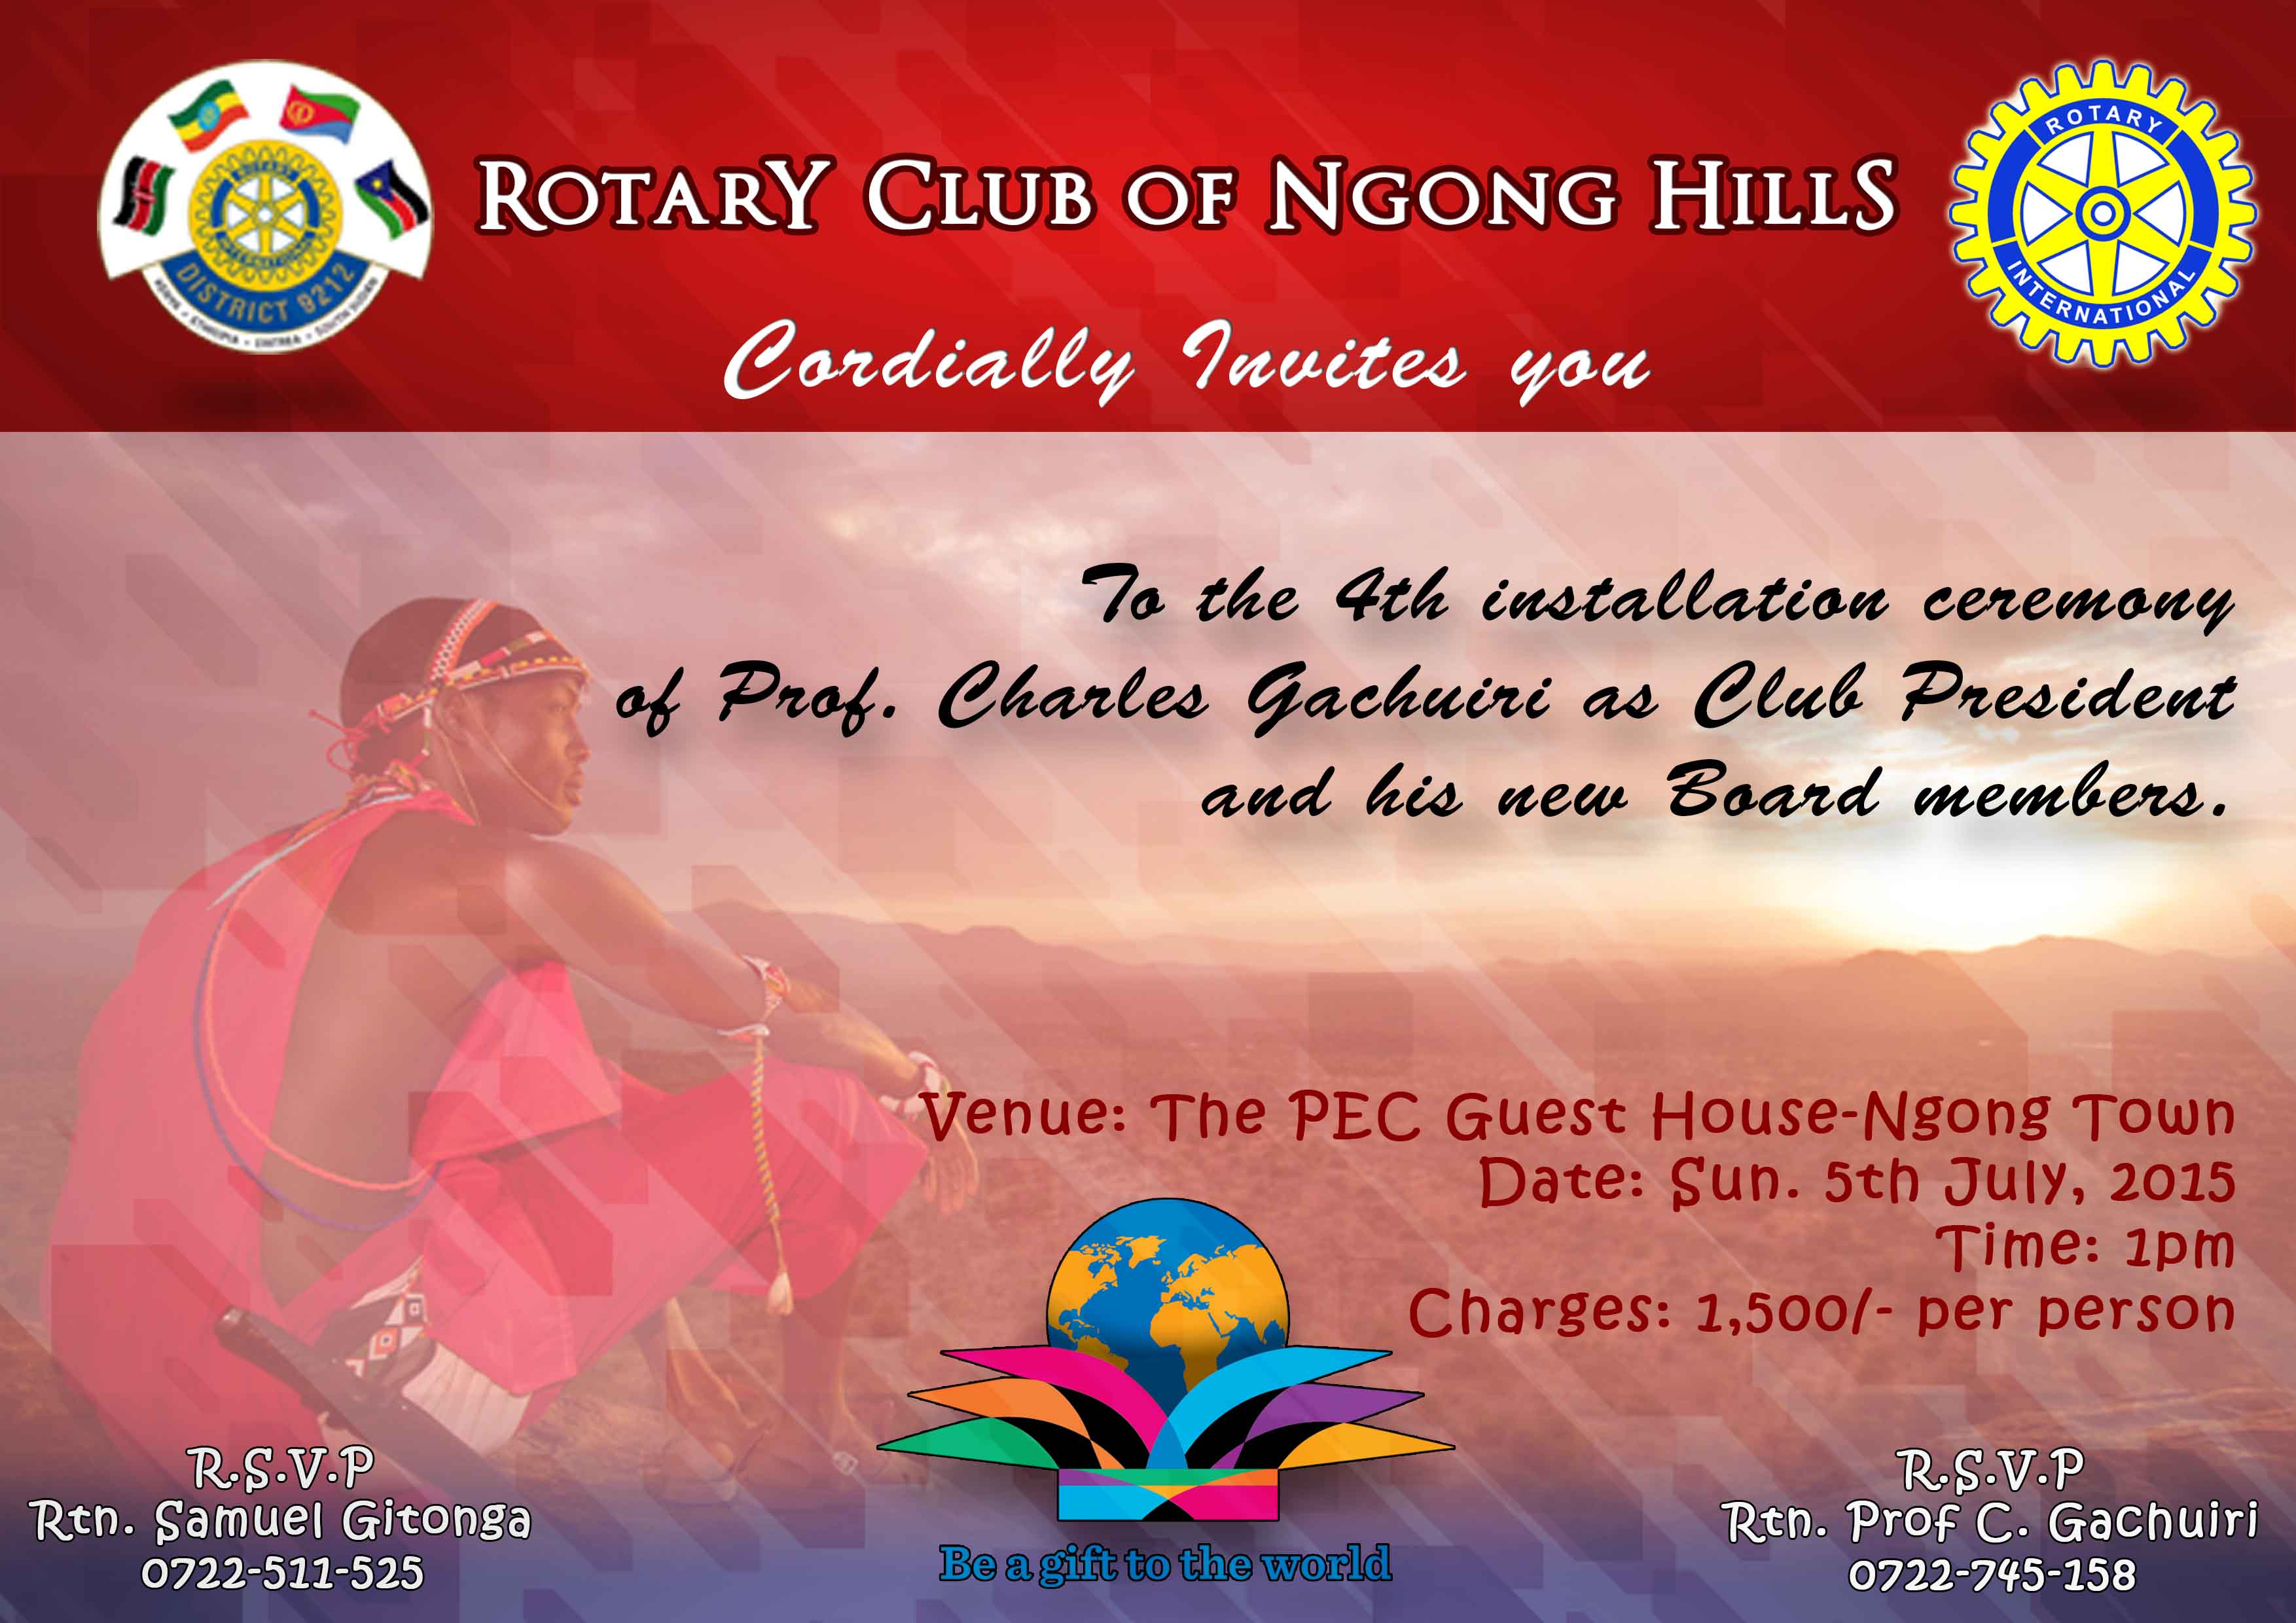 ROTARY CLUB OF NGONG HILLS
Cordially Invites you
DISTRICT 9212
KENYA • ETHIOPIA • ERITREA • SOUTH SUDAN
ROTARY
INTERNATIONAL
To the 4th installation ceremony
of Prof. Charles Gachuiri as Club President
and his new Board members.
Venue: The PEC Guest House-Ngong Town
Date: Sun. 5th July, 2015
Time: 1pm
Charges: 1,500/- per person
R.S.V.P
Rtn. Samuel Gitonga
0722-511-525
Be a gift to the world
R.S.V.P
Rtn. Prof C. Gachuiri
0722-745-158